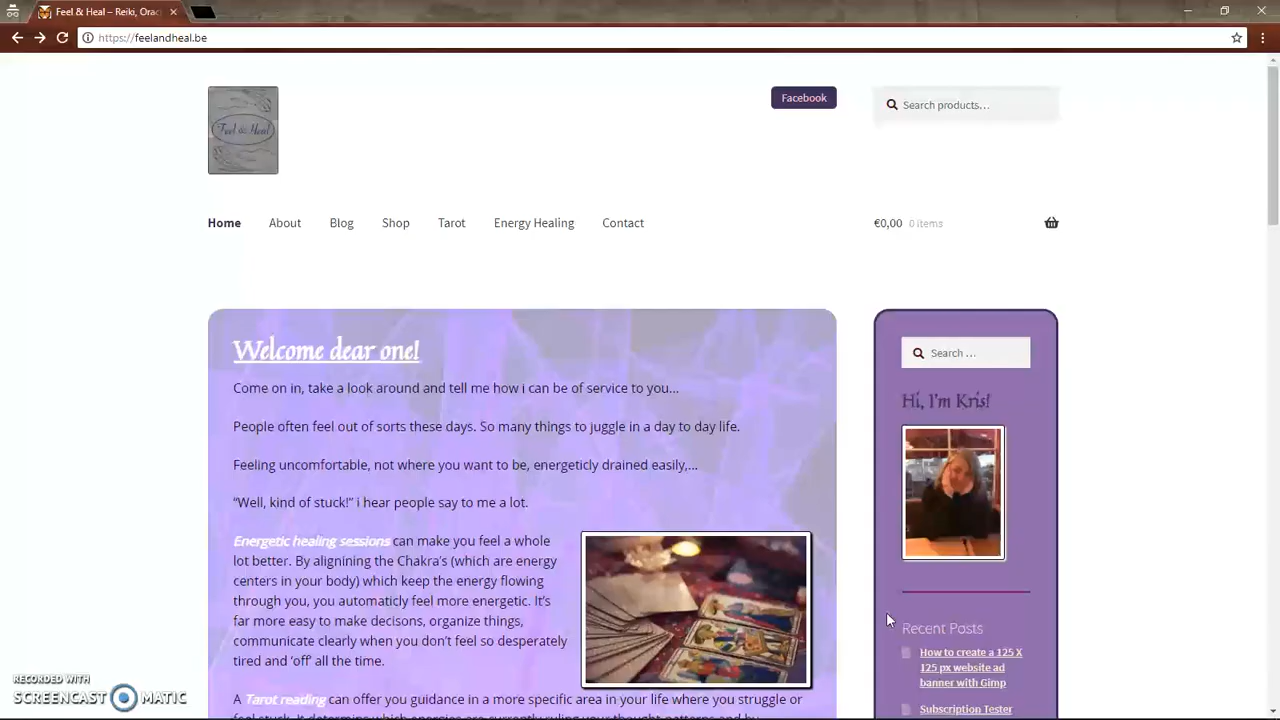 Feel & Heal – Reiki, Orac
https://feelandheal.be
Feel & Heal
Facebook
Search products…
Home About Blog Shop Tarot Energy Healing Contact
€0,00 0 items
Welcome dear one!
Come on in, take a look around and tell me how i can be of service to you…
People often feel out of sorts these days. So many things to juggle in a day to day life.
Feeling uncomfortable, not where you want to be, energeticly drained easily,…
“Well, kind of stuck!” i hear people say to me a lot.
Energetic healing sessions can make you feel a whole
lot better. By alignining the Chakra’s (which are energy
centers in your body) which keep the energy flowing
through you, you automaticly feel more energetic. It’s
far more easy to make decisons, organize things,
communicate clearly when you don’t feel so desperately
tired and ‘off’ all the time.
A Tarot reading can offer you guidance in a more specific area in your life where you struggle or
Search …
Hi, I’m Kris!
Recent Posts
How to create a 125 X
125 px website ad
banner with Gimp
Subscription Tester
RECORDED WITH
SCREENCAST MATIC